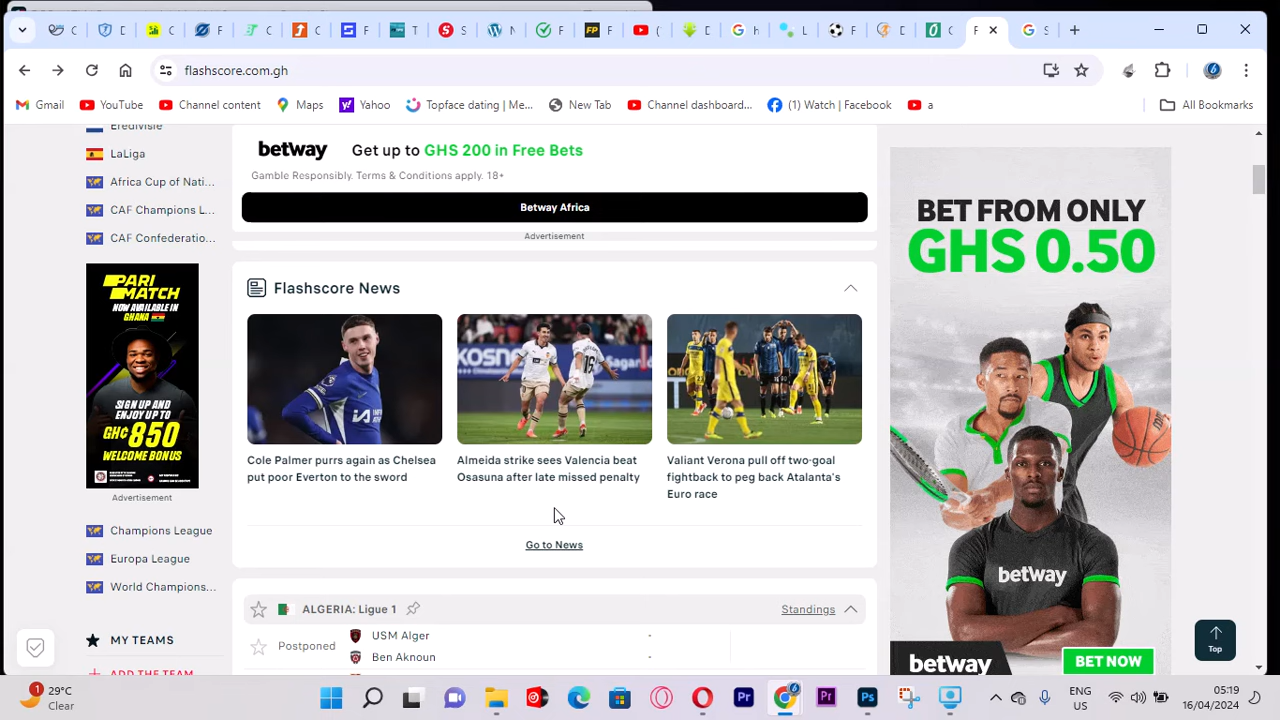 flashscore.com.gh
Gmail
YouTube
Channel content
Maps
Yahoo
Topface dating | Me...
New Tab
Channel dashboard...
(1) Watch | Facebook
a
All Bookmarks
Eredivisie
LaLiga
Africa Cup of Nati...
CAF Champions L...
CAF Confederatio...
PARI
MATCH
NOW AVAILABLE IN
GHANA
SIGN UP AND
ENJOY UP TO
GH¢850
WELCOME BONUS
Advertisement
Champions League
Europa League
World Champions...
MY TEAMS
ADD THE TEAM
betway Get up to GHS 200 in Free Bets
Gamble Responsibly. Terms & Conditions apply. 18+
Betway Africa
Advertisement
Flashscore News
Cole Palmer purrs again as Chelsea
put poor Everton to the sword
Almeida strike sees Valencia beat
Osasuna after late missed penalty
Valiant Verona pull off two-goal
fightback to peg back Atalanta's
Euro race
Go to News
ALGERIA: Ligue 1
Standings
Postponed
USM Alger
-
Ben Aknoun
-
BET FROM ONLY
GHS 0.50
betway
betway
BET NOW
Top
1
29°C
Clear
ENG
US
05:19
16/04/2024